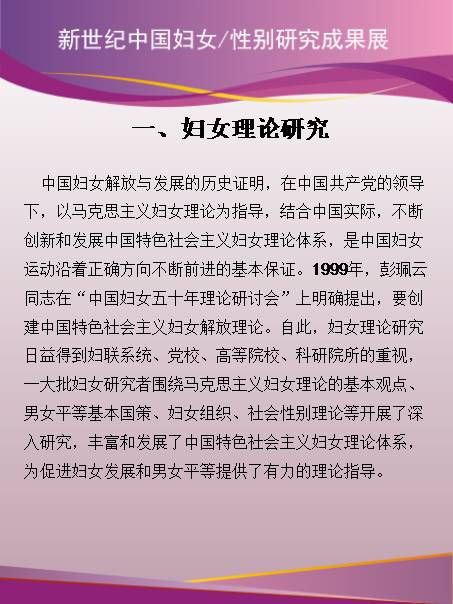 新世纪中国妇女/性别研究成果展
一、妇女理论研究
中国妇女解放与发展的历史证明，在中国共产党的领导
下，以马克思主义妇女理论为指导，结合中国实际，不断
创新和发展中国特色社会主义妇女理论体系，是中国妇女
运动沿着正确方向不断前进的基本保证。1999年，彭珮云
同志在“中国妇女五十年理论研讨会”上明确提出，要创
建中国特色社会主义妇女解放理论。自此，妇女理论研究
日益得到妇联系统、党校、高等院校、科研院所的重视，
一大批妇女研究者围绕马克思主义妇女理论的基本观点、
男女平等基本国策、妇女组织、社会性别理论等开展了深
入研究，丰富和发展了中国特色社会主义妇女理论体系，
为促进妇女发展和男女平等提供了有力的理论指导。